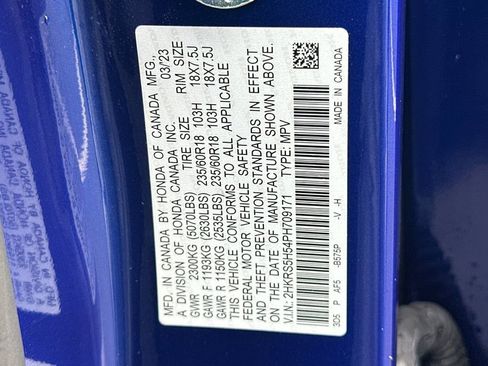 MFD. IN CANADA BY HONDA OF CANADA MFG.,
A DIVISION OF HONDA CANADA INC. 03/23
TIRE SIZE RIM SIZE
GVWR 2300KG (5070LBS)
GAWR F 1193KG (2630LBS) 235/60R18 103H 18X7.5J
GAWR R 1150KG (2535LBS) 235/60R18 103H 18X7.5J
THIS VEHICLE CONFORMS TO ALL APPLICABLE
FEDERAL MOTOR VEHICLE SAFETY
AND THEFT PREVENTION STANDARDS IN EFFECT
ON THE DATE OF MANUFACTURE SHOWN ABOVE.
V.I.N.: 2HKRS5H54PH709171 TYPE: MPV
3D5 P AF5 -B575P -V -H MADE IN CANADA